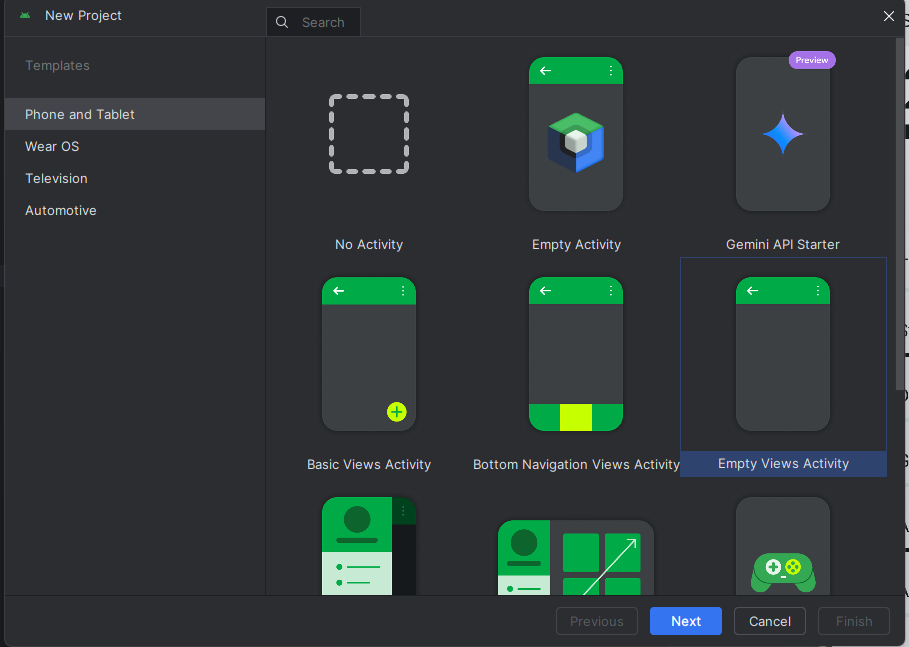 New Project
Search
Templates
Phone and Tablet
Wear OS
Television
Automotive
Preview
No Activity
Empty Activity
Gemini API Starter
Basic Views Activity
Bottom Navigation Views Activity
Empty Views Activity
Previous
Next
Cancel
Finish